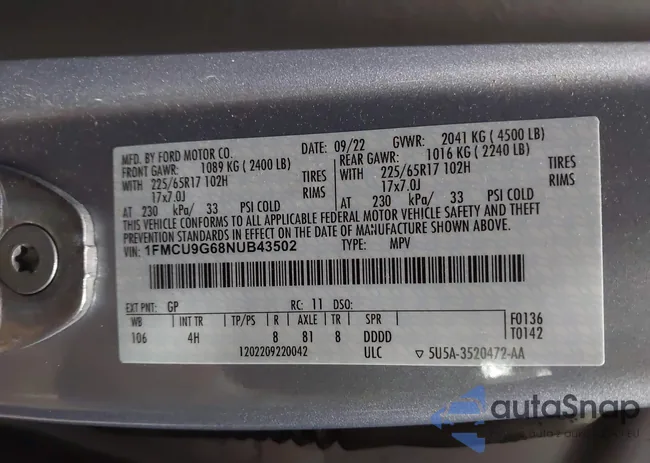 MFD. BY FORD MOTOR CO. DATE: 09/22 GVWR: 2041 KG ( 4500 LB)
FRONT GAWR: 1089 KG ( 2400 LB) REAR GAWR: 1016 KG ( 2240 LB)
WITH 225/65R17 102H TIRES WITH 225/65R17 102H TIRES
17x7.0J RIMS 17x7.0J RIMS
AT 230 kPa/ 33 PSI COLD AT 230 kPa/ 33 PSI COLD
THIS VEHICLE CONFORMS TO ALL APPLICABLE FEDERAL MOTOR VEHICLE SAFETY AND THEFT
PREVENTION STANDARDS IN EFFECT ON THE DATE OF MANUFACTURE SHOWN ABOVE.
VIN: 1FMCU9G68NUB43502 TYPE: MPV
EXT PNT: GP RC: 11 DSO: F0136
WB INT TR TP/PS R AXLE TR SPR T0142
106 4H 8 81 8 DDDD
1202209220042 ULC ▽ 5U5A-3520472-AA
autoSnap